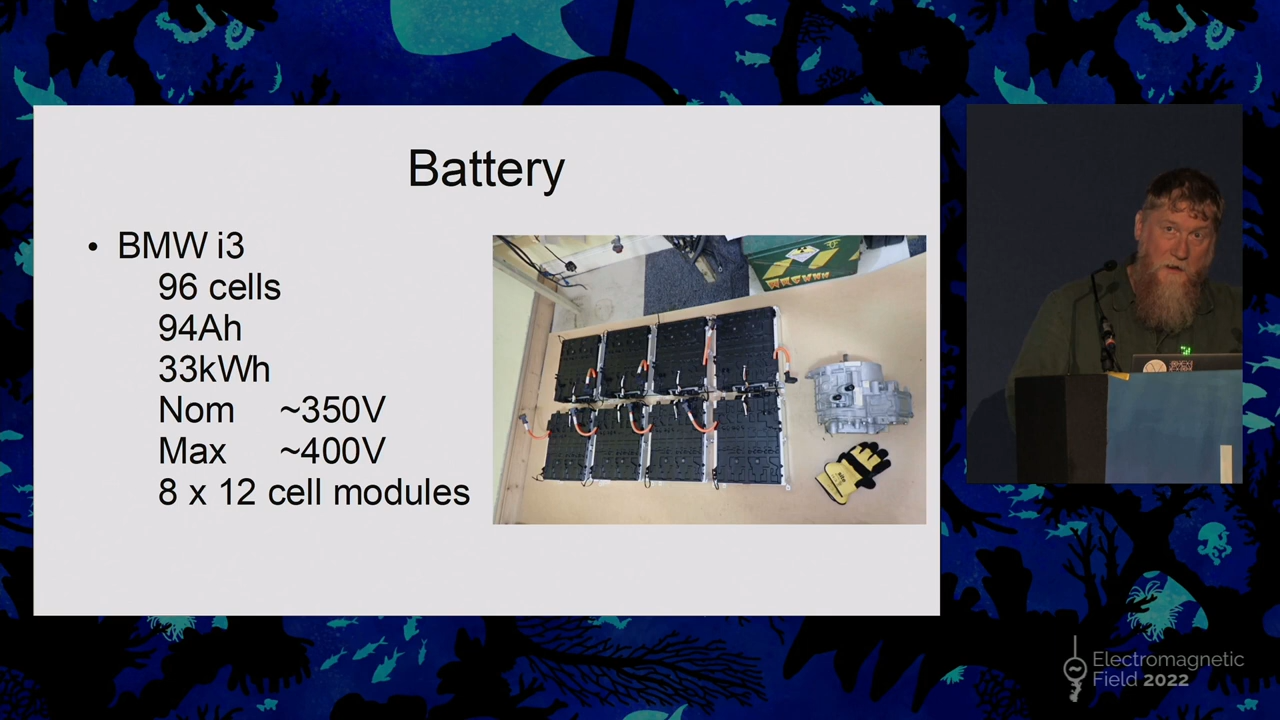 Battery
• BMW i3
96 cells
94Ah
33kWh
Nom ~350V
Max ~400V
8 x 12 cell modules
Electromagnetic
Field 2022